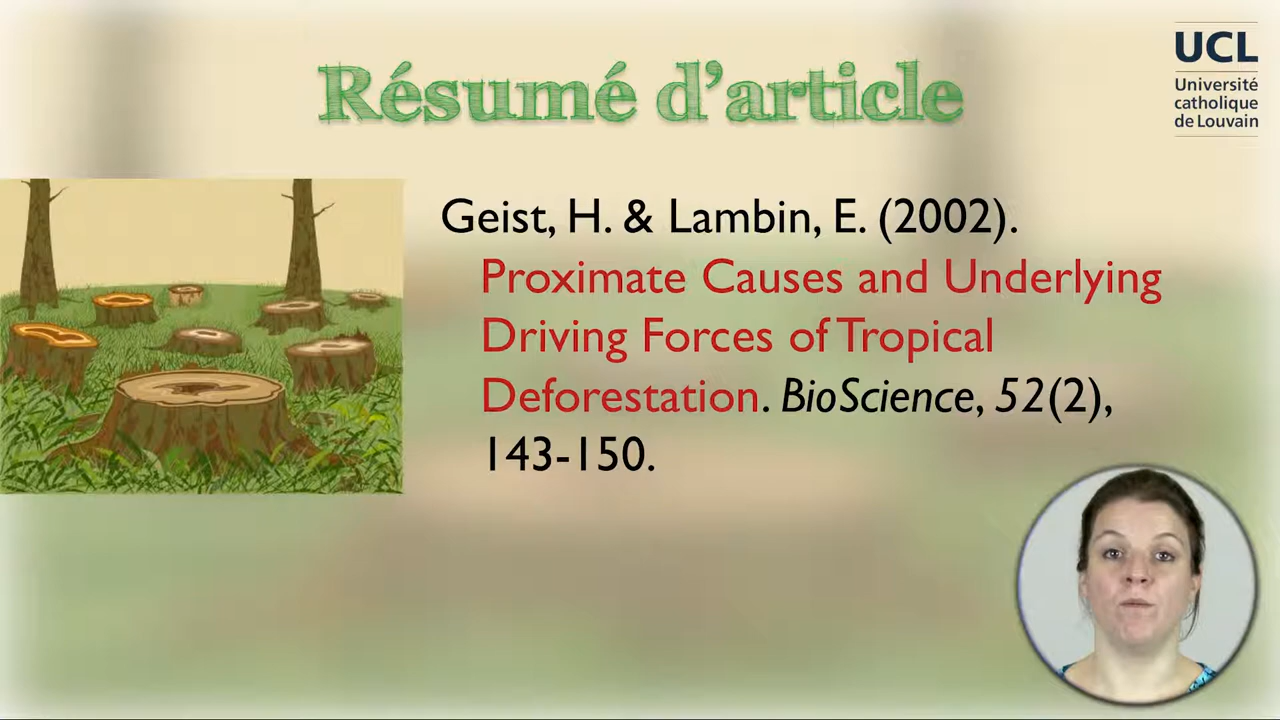 Résumé d'article
UCL
Université
catholique
de Louvain
Geist, H. & Lambin, E. (2002).
Proximate Causes and Underlying
Driving Forces of Tropical
Deforestation. BioScience, 52(2),
143-150.